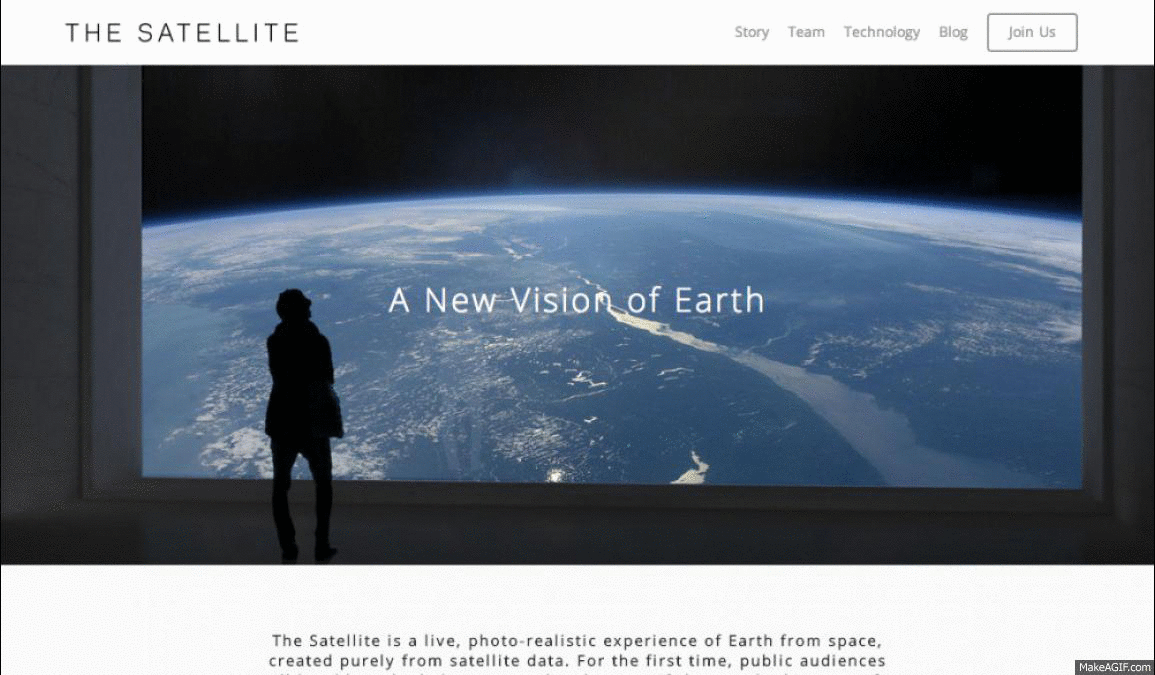 THE SATELLITE
Story Team Technology Blog Join Us
A New Vision of Earth
The Satellite is a live, photo-realistic experience of Earth from space,
created purely from satellite data. For the first time, public audiences
MakeAGIF.com